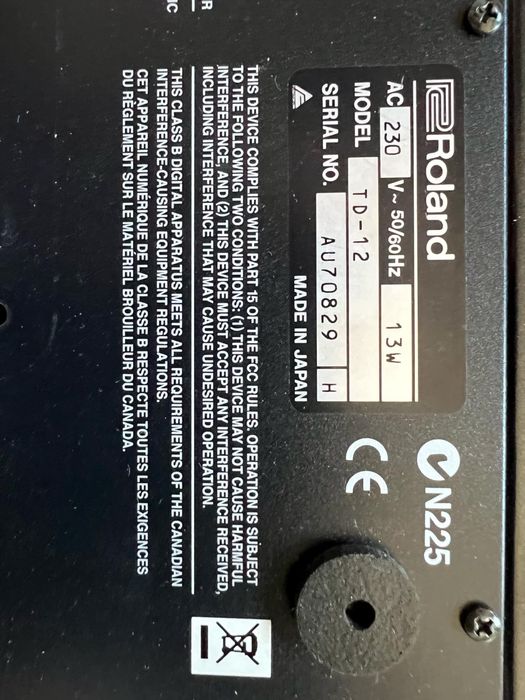 Roland
AC 230 V~ 50/60Hz 13W
MODEL TD-12
SERIAL NO. AU70829 H
MADE IN JAPAN
N225
CE
THIS DEVICE COMPLIES WITH PART 15 OF THE FCC RULES. OPERATION IS SUBJECT
TO THE FOLLOWING TWO CONDITIONS: (1) THIS DEVICE MAY NOT CAUSE HARMFUL
INTERFERENCE, AND (2) THIS DEVICE MUST ACCEPT ANY INTERFERENCE RECEIVED,
INCLUDING INTERFERENCE THAT MAY CAUSE UNDESIRED OPERATION.
THIS CLASS B DIGITAL APPARATUS MEETS ALL REQUIREMENTS OF THE CANADIAN
INTERFERENCE-CAUSING EQUIPMENT REGULATIONS.
CET APPAREIL NUMÉRIQUE DE LA CLASSE B RESPECTE TOUTES LES EXIGENCES
DU RÈGLEMENT SUR LE MATÉRIEL BROUILLEUR DU CANADA.